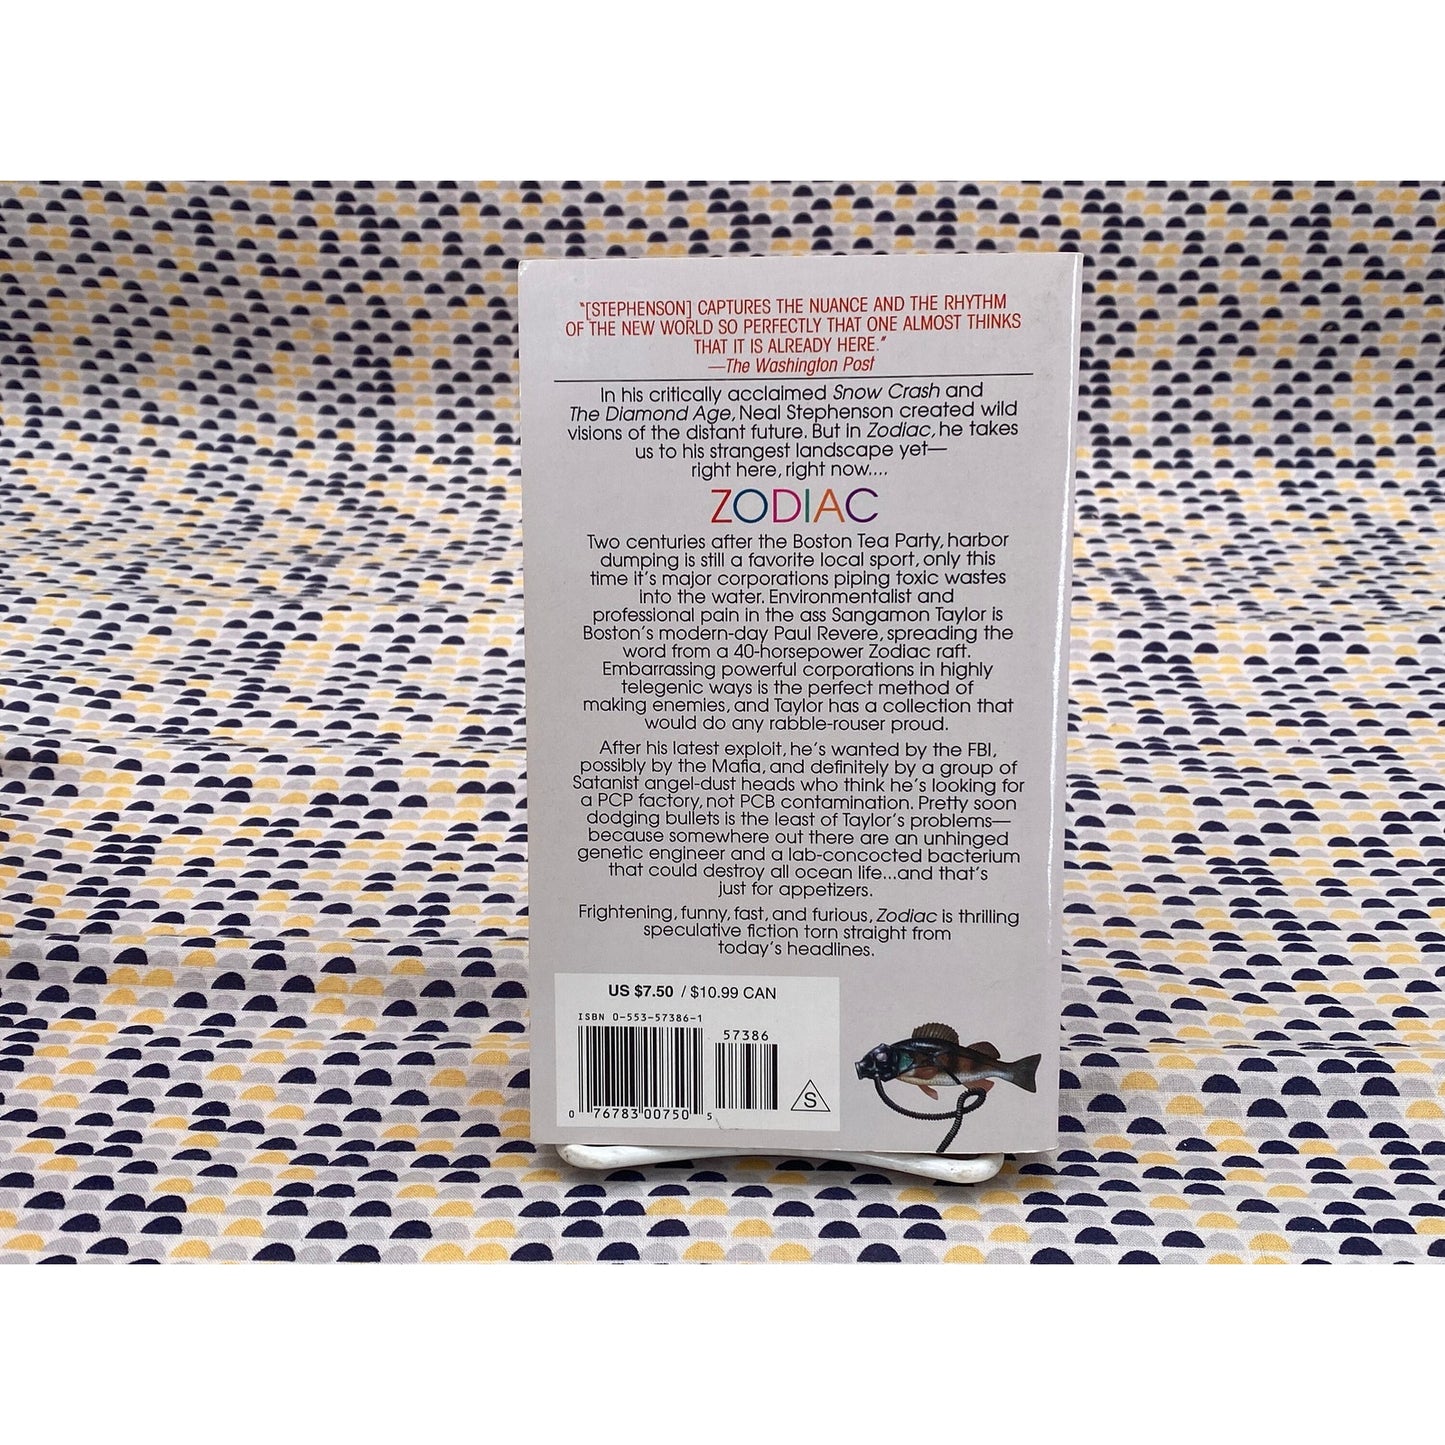 "[STEPHENSON] CAPTURES THE NUANCE AND THE RHYTHM
OF THE NEW WORLD SO PERFECTLY THAT ONE ALMOST THINKS
THAT IT IS ALREADY HERE."
—The Washington Post
In his critically acclaimed Snow Crash and
The Diamond Age, Neal Stephenson created wild
visions of the distant future. But in Zodiac, he takes
us to his strangest landscape yet—
right here, right now....
ZODIAC
Two centuries after the Boston Tea Party, harbor
dumping is still a favorite local sport, only this
time it's major corporations piping toxic wastes
into the water. Environmentalist and
professional pain in the ass Sangamon Taylor is
Boston's modern-day Paul Revere, spreading the
word from a 40-horsepower Zodiac raft.
Embarrassing powerful corporations in highly
telegenic ways is the perfect method of
making enemies, and Taylor has a collection that
would do any rabble-rouser proud.
After his latest exploit, he's wanted by the FBI,
possibly by the Mafia, and definitely by a group of
Satanist angel-dust heads who think he's looking for
a PCP factory, not PCB contamination. Pretty soon
dodging bullets is the least of Taylor's problems—
because somewhere out there are an unhinged
genetic engineer and a lab-concocted bacterium
that could destroy all ocean life...and that's
just for appetizers.
Frightening, funny, fast, and furious, Zodiac is thrilling
speculative fiction torn straight from
today's headlines.
US $7.50 / $10.99 CAN
ISBN 0-553-57386-1
57386
0 76783 00750 5
S